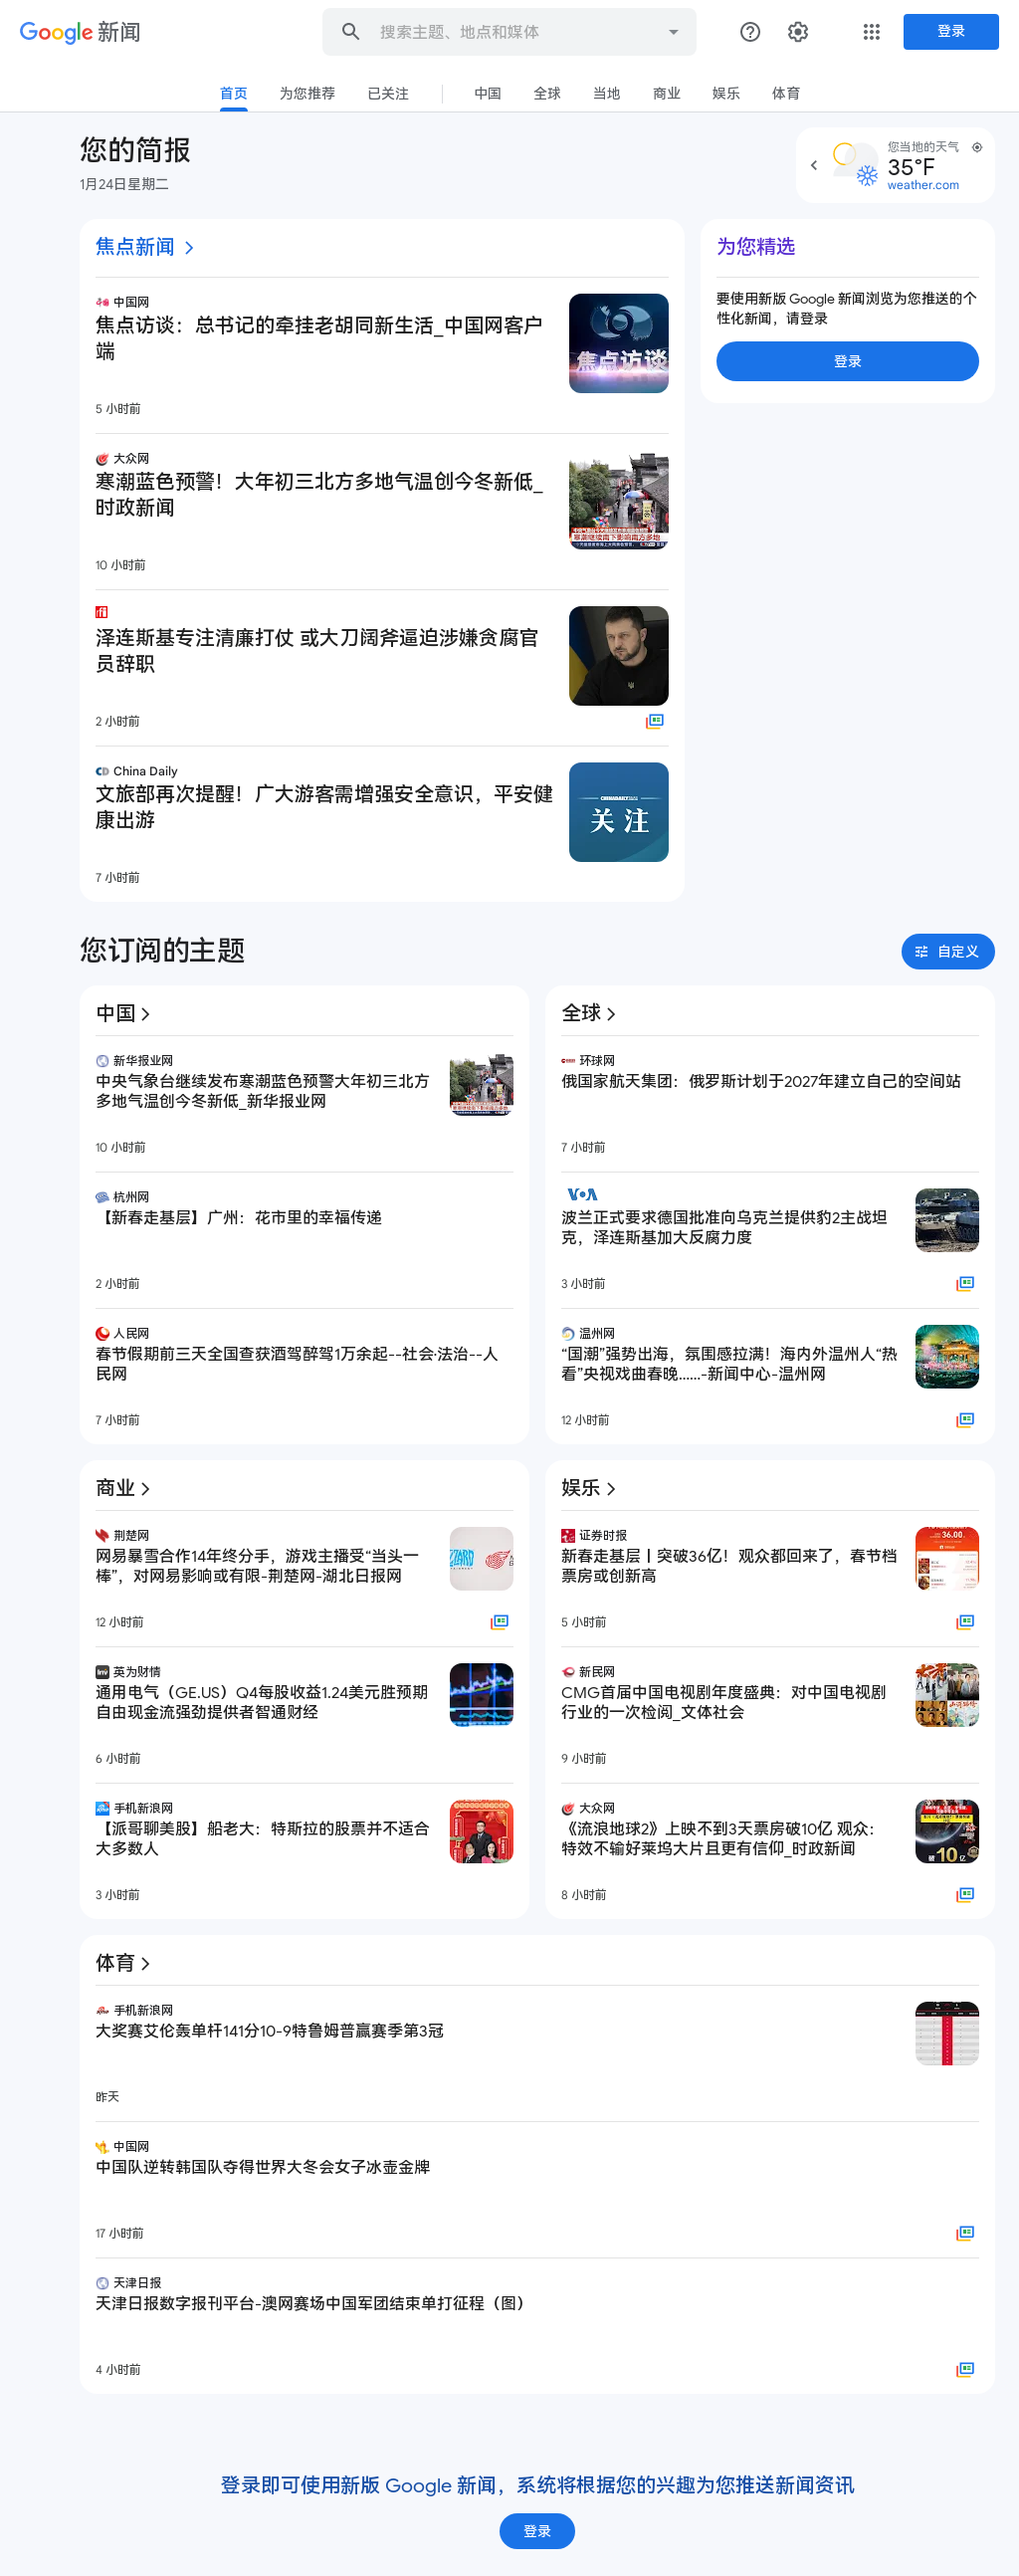 Google 新闻
搜索主题、地点和媒体
登录
首页 为您推荐 已关注 中国 全球 当地 商业 娱乐 体育
您的简报
1月24日星期二
您当地的天气
35°F
weather.com
焦点新闻
中国网
焦点访谈：总书记的牵挂老胡同新生活_中国网客户
端
焦点访谈
5 小时前
大众网
寒潮蓝色预警！大年初三北方多地气温创今冬新低_
时政新闻
寒潮继续南下影响南方多地
10 小时前
泽连斯基专注清廉打仗 或大刀阔斧逼迫涉嫌贪腐官
员辞职
2 小时前
China Daily
文旅部再次提醒！广大游客需增强安全意识，平安健
康出游
CHINADAILY
关注
7 小时前
为您精选
要使用新版 Google 新闻浏览为您推送的个
性化新闻，请登录
登录
您订阅的主题
自定义
中国
新华报业网
中央气象台继续发布寒潮蓝色预警大年初三北方
多地气温创今冬新低_新华报业网
10 小时前
杭州网
【新春走基层】广州：花市里的幸福传递
2 小时前
人民网
春节假期前三天全国查获酒驾醉驾1万余起--社会·法治--人
民网
7 小时前
全球
环球网
俄国家航天集团：俄罗斯计划于2027年建立自己的空间站
7 小时前
VOA
波兰正式要求德国批准向乌克兰提供豹2主战坦
克，泽连斯基加大反腐力度
3 小时前
温州网
“国潮”强势出海，氛围感拉满！海内外温州人“热
看”央视戏曲春晚……-新闻中心-温州网
12 小时前
商业
荆楚网
网易暴雪合作14年终分手，游戏主播受“当头一
棒”，对网易影响或有限-荆楚网-湖北日报网
ZZARD
12 小时前
英为财情
通用电气（GE.US）Q4每股收益1.24美元胜预期
自由现金流强劲提供者智通财经
6 小时前
手机新浪网
【派哥聊美股】船老大：特斯拉的股票并不适合
大多数人
3 小时前
娱乐
证券时报
新春走基层丨突破36亿！观众都回来了，春节档
票房或创新高
36.00
5 小时前
新民网
CMG首届中国电视剧年度盛典：对中国电视剧
行业的一次检阅_文体社会
9 小时前
大众网
《流浪地球2》上映不到3天票房破10亿 观众：
特效不输好莱坞大片且更有信仰_时政新闻
破10亿
8 小时前
体育
手机新浪网
大奖赛艾伦轰单杆141分10-9特鲁姆普赢赛季第3冠
昨天
中国网
中国队逆转韩国队夺得世界大冬会女子冰壶金牌
17 小时前
天津日报
天津日报数字报刊平台-澳网赛场中国军团结束单打征程（图）
4 小时前
登录即可使用新版 Google 新闻，系统将根据您的兴趣为您推送新闻资讯
登录